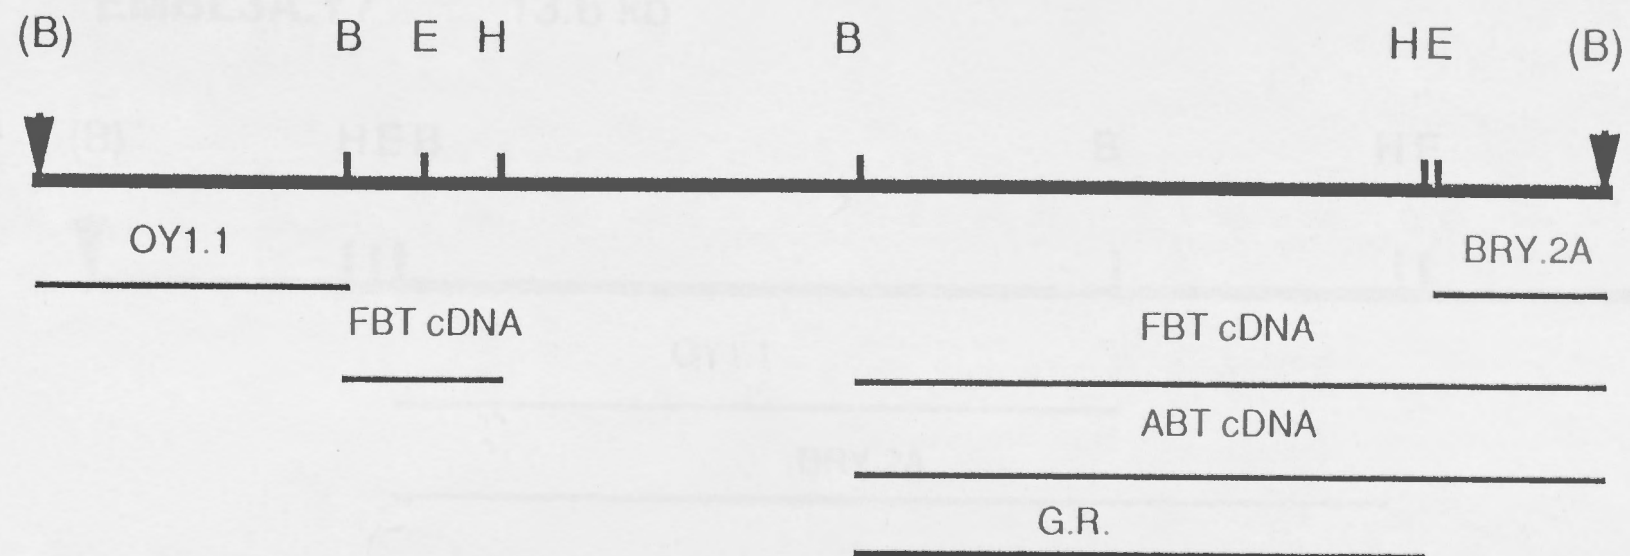 (B) B E H B H E (B)
OY1.1 BRY.2A
FBT cDNA FBT cDNA
ABT cDNA
G.R.